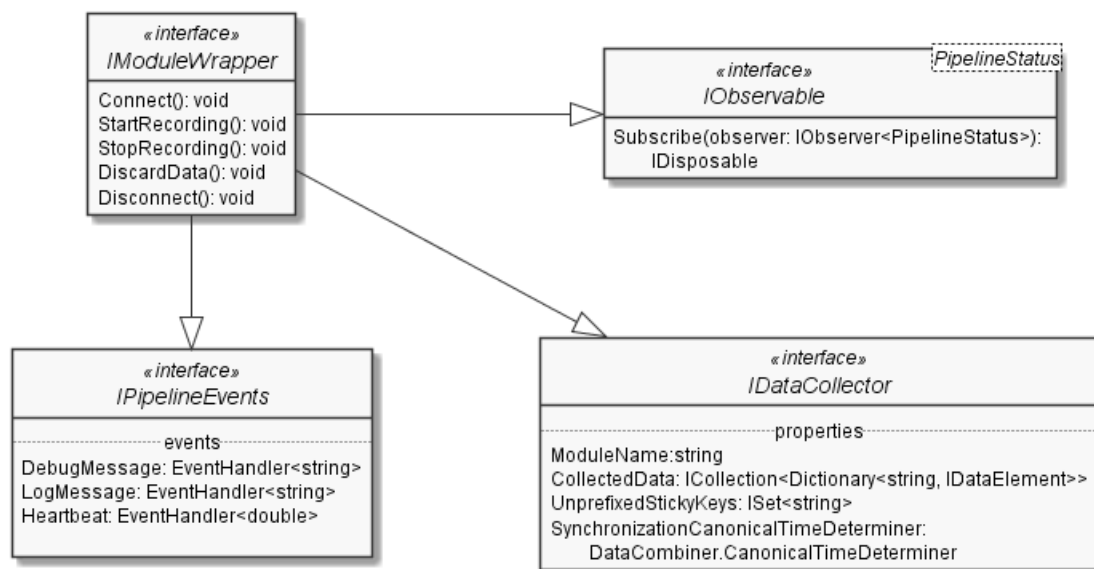 «interface»
IModuleWrapper
Connect(): void
StartRecording(): void
StopRecording(): void
DiscardData(): void
Disconnect(): void
PipelineStatus
«interface»
IObservable
Subscribe(observer: IObserver<PipelineStatus>):
IDisposable
«interface»
IPipelineEvents
events
DebugMessage: EventHandler<string>
LogMessage: EventHandler<string>
Heartbeat: EventHandler<double>
«interface»
IDataCollector
properties
ModuleName:string
CollectedData: ICollection<Dictionary<string, IDataElement>>
UnprefixedStickyKeys: ISet<string>
SynchronizationCanonicalTimeDeterminer:
DataCombiner.CanonicalTimeDeterminer